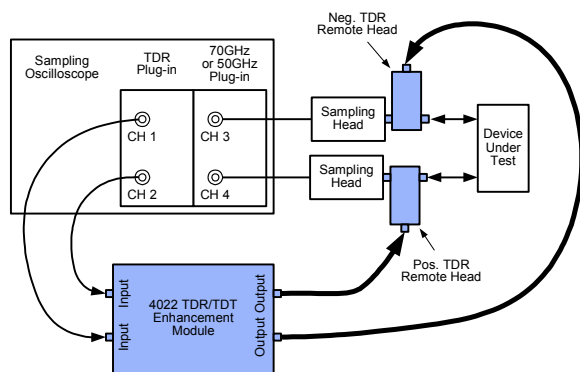 Neg. TDR
Remote Head
Sampling
Oscilloscope
TDR
Plug-in
70GHz
or 50GHz
Plug-in
CH 1
CH 3
CH 2
CH 4
Sampling
Head
Sampling
Head
Device
Under
Test
Pos. TDR
Remote Head
Input
Input
4022 TDR/TDT
Enhancement
Module
Output
Output